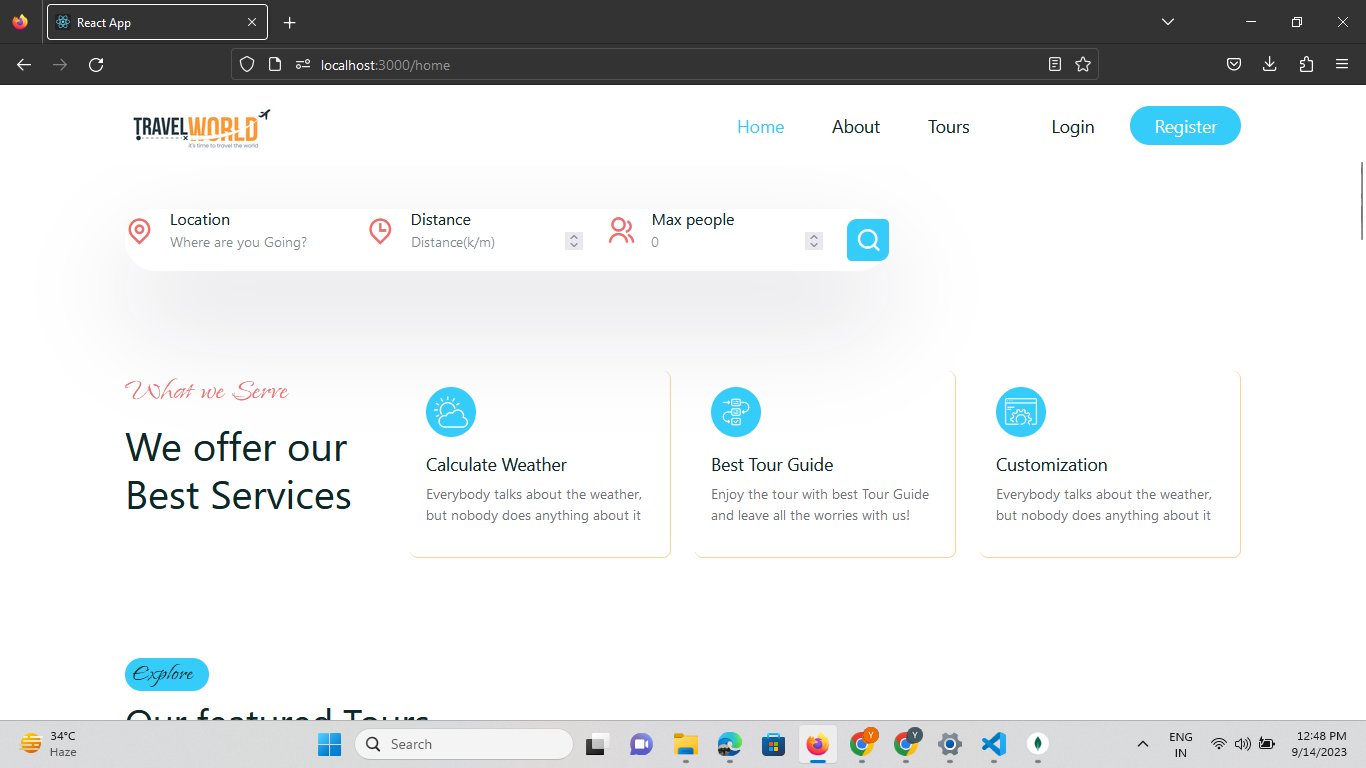 React App
localhost:3000/home
TRAVELWORLD
it's time to travel the world
Home
About
Tours
Login
Register
Location
Where are you Going?
Distance
Distance(k/m)
Max people
0
What we Serve
We offer our
Best Services
Calculate Weather
Everybody talks about the weather,
but nobody does anything about it
Best Tour Guide
Enjoy the tour with best Tour Guide
and leave all the worries with us!
Customization
Everybody talks about the weather,
but nobody does anything about it
Explore
Our featured Tours
34°C
Haze
Search
Y
Y
ENG
IN
12:48 PM
9/14/2023